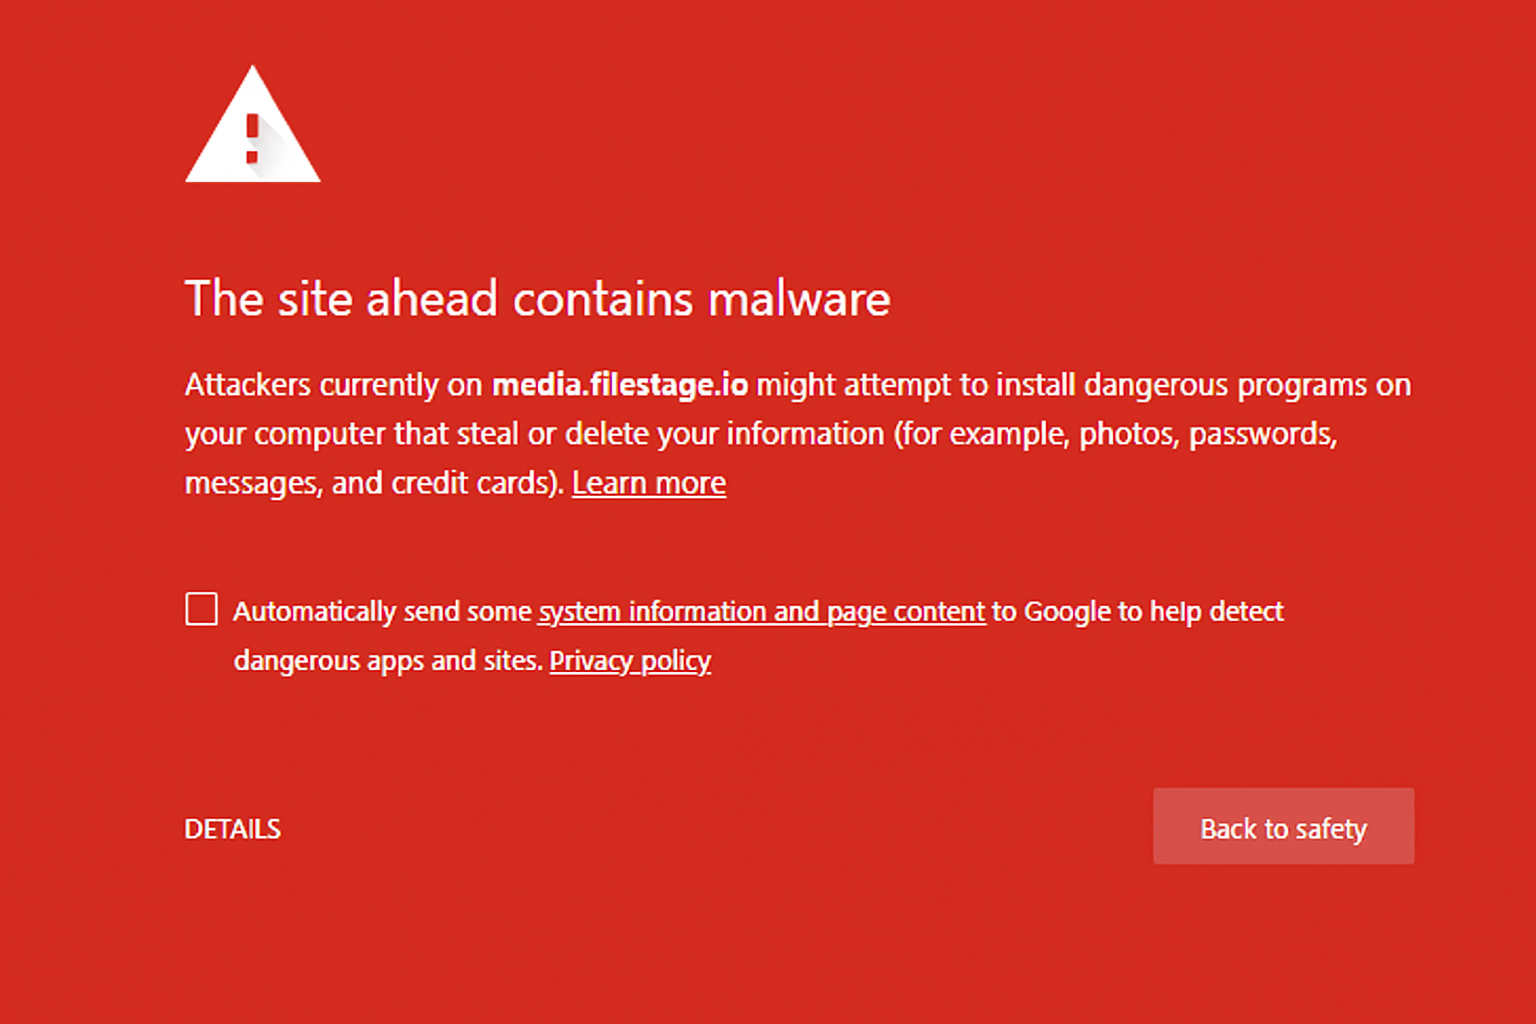 The site ahead contains malware
Attackers currently on media.filestage.io might attempt to install dangerous programs on
your computer that steal or delete your information (for example, photos, passwords,
messages, and credit cards). Learn more
Automatically send some system information and page content to Google to help detect
dangerous apps and sites. Privacy policy
DETAILS
Back to safety